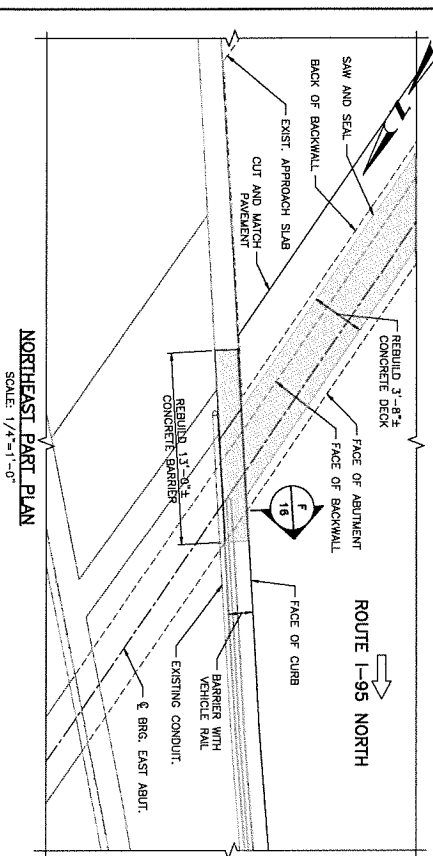 SAW AND SEAL
BACK OF BACKWALL
EXIST. APPROACH SLAB
CUT AND MATCH
PAVEMENT
REBUILD 3'-8"±
CONCRETE DECK
FACE OF ABUTMENT
FACE OF BACKWALL
REBUILD 13'-0"±
CONCRETE BARRIER
F
16
ROUTE I-95 NORTH
FACE OF CURB
BARRIER WITH
VEHICLE RAIL
EXISTING CONDUIT.
℄ BRG. EAST ABUT.
NORTHEAST PART PLAN
SCALE: 1/4"=1'-0"